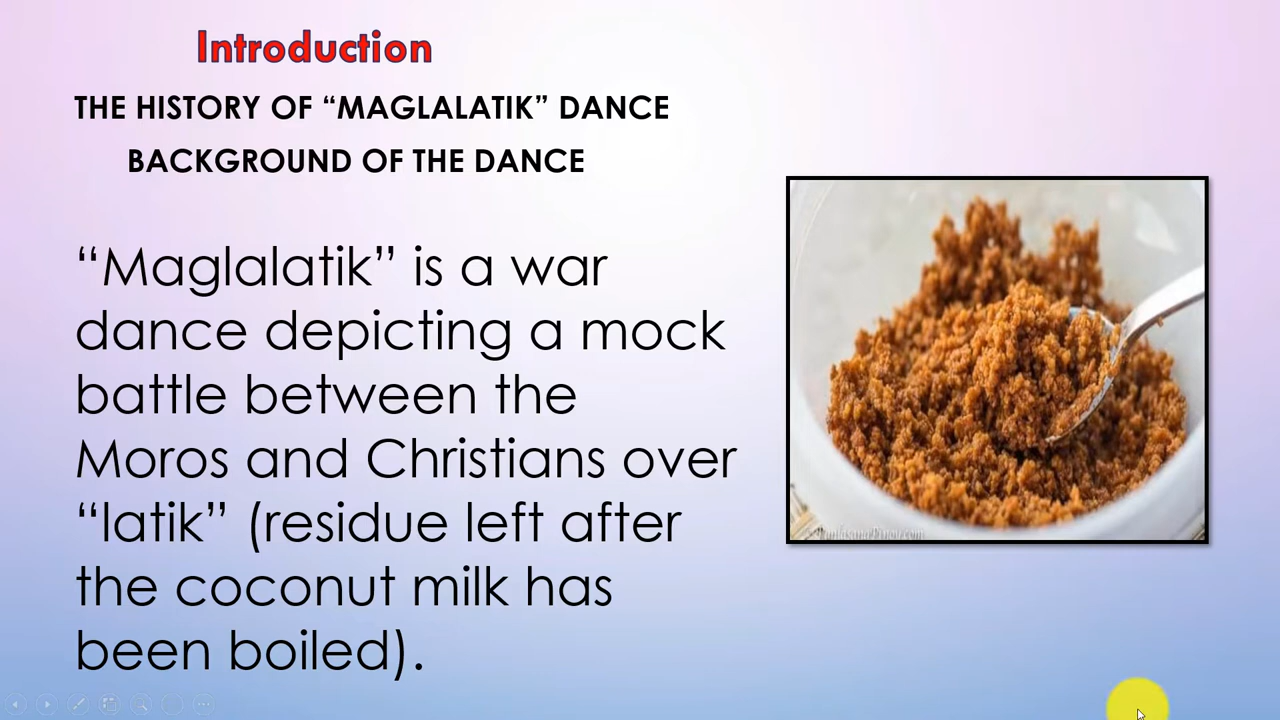 Introduction
THE HISTORY OF “MAGLALATIK” DANCE
BACKGROUND OF THE DANCE
“Maglalatik” is a war
dance depicting a mock
battle between the
Moros and Christians over
“latik” (residue left after
the coconut milk has
been boiled).